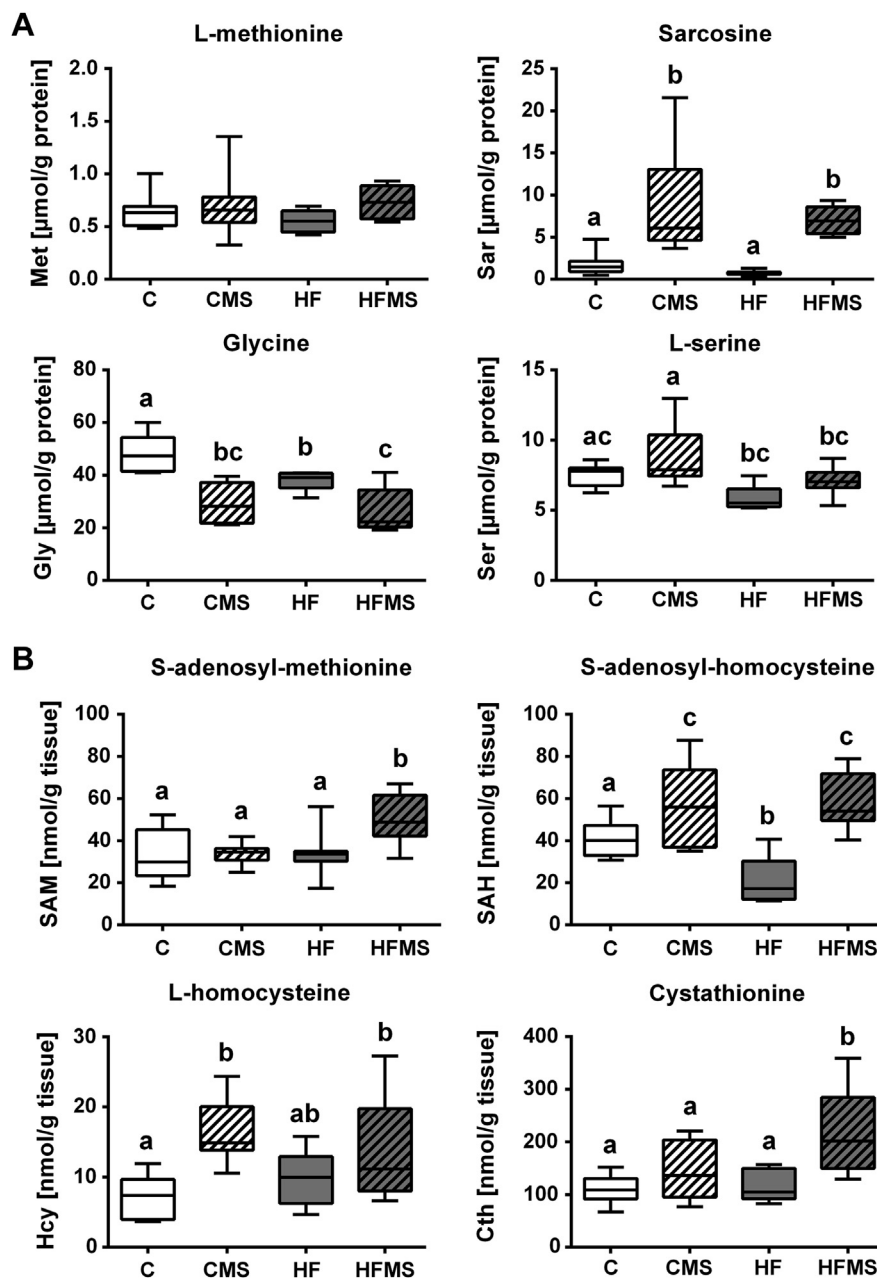 A
L-methionine
Met [µmol/g protein]
2.0
1.5
1.0
0.5
0.0
C CMS HF HFMS
Sarcosine
Sar [µmol/g protein]
25
20
15
10
5
0
a b a b
C CMS HF HFMS
Glycine
Gly [µmol/g protein]
80
60
40
20
0
a bc b c
C CMS HF HFMS
L-serine
Ser [µmol/g protein]
15
10
5
0
ac a bc bc
C CMS HF HFMS
B
S-adenosyl-methionine
SAM [nmol/g tissue]
100
80
60
40
20
0
a a a b
C CMS HF HFMS
S-adenosyl-homocysteine
SAH [nmol/g tissue]
100
80
60
40
20
0
a c b c
C CMS HF HFMS
L-homocysteine
Hcy [nmol/g tissue]
30
20
10
0
a b ab b
C CMS HF HFMS
Cystathionine
Cth [nmol/g tissue]
400
300
200
100
0
a a a b
C CMS HF HFMS